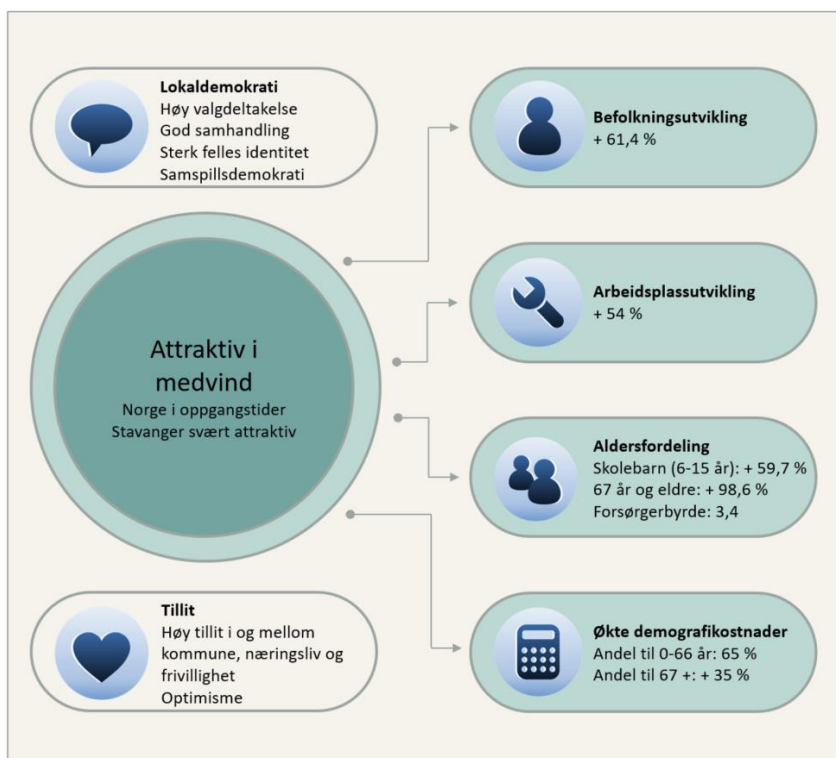 Lokaldemokrati
Høy valgdeltakelse
God samhandling
Sterk felles identitet
Samspillsdemokrati
Attraktiv i
medvind
Norge i oppgangstider
Stavanger svært attraktiv
Tillit
Høy tillit i og mellom
kommune, næringsliv og
frivillighet
Optimisme
Befolkningsutvikling
+ 61,4 %
Arbeidsplassutvikling
+ 54 %
Aldersfordeling
Skolebarn (6-15 år): + 59,7 %
67 år og eldre: + 98,6 %
Forsørgerbyrde: 3,4
Økte demografikostnader
Andel til 0-66 år: 65 %
Andel til 67 +: + 35 %